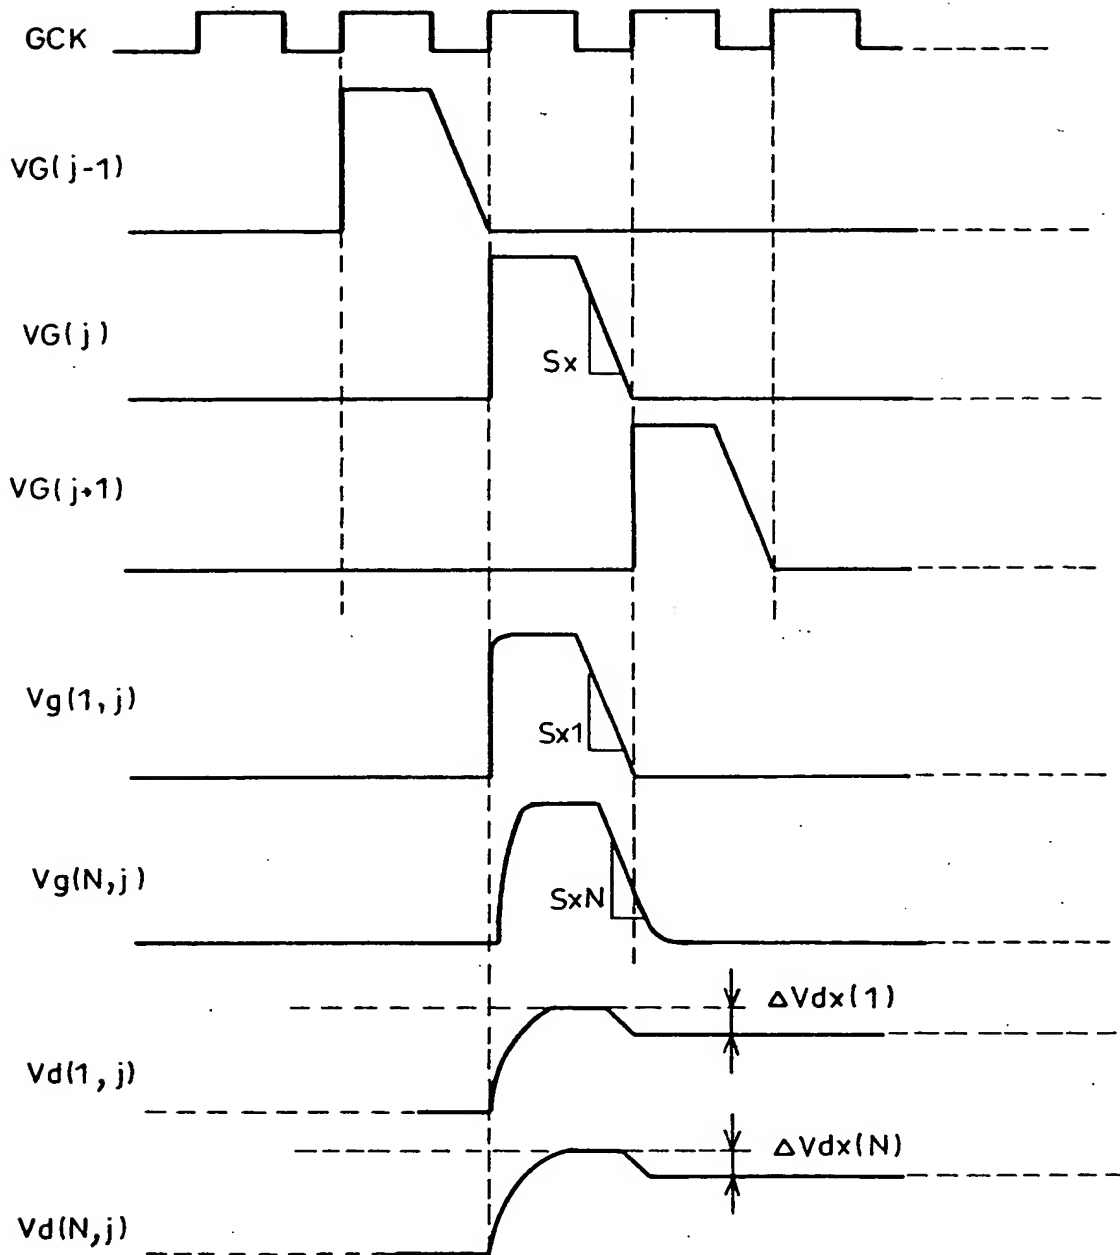 GCK
VG(j-1)
VG(j)
Sx
VG(j+1)
Vg(1,j)
Sx1
Vg(N,j)
SxN
ΔVdx(1)
Vd(1,j)
ΔVdx(N)
Vd(N,j)